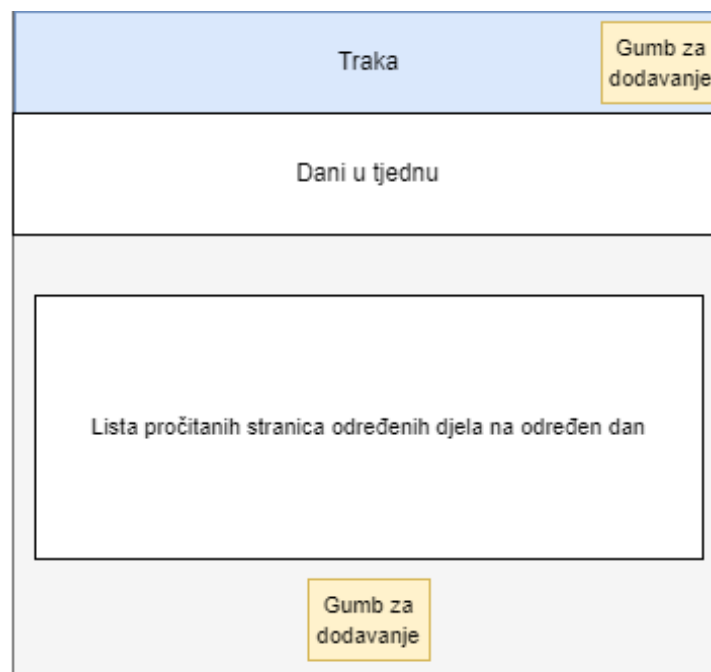 Traka
Gumb za
dodavanje
Dani u tjednu
Lista pročitanih stranica određenih djela na određen dan
Gumb za
dodavanje